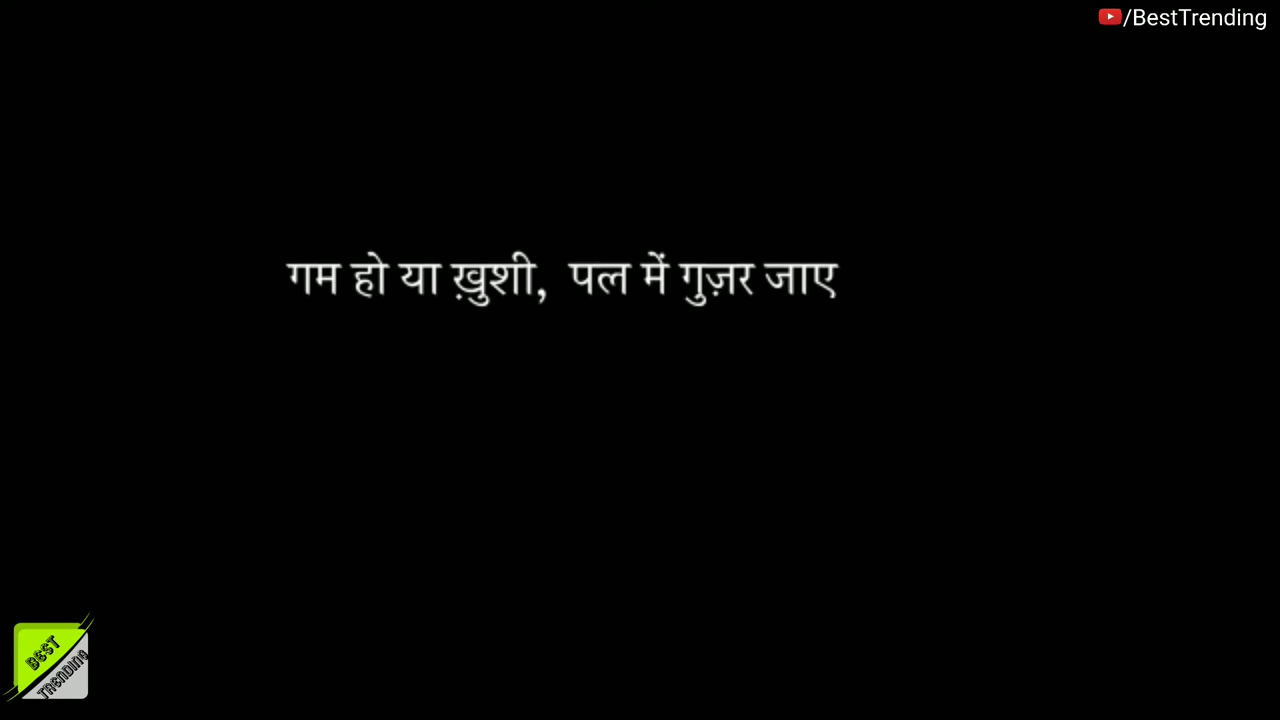 /BestTrending
गम हो या ख़ुशी, पल में गुज़र जाए
BEST
TRENDING